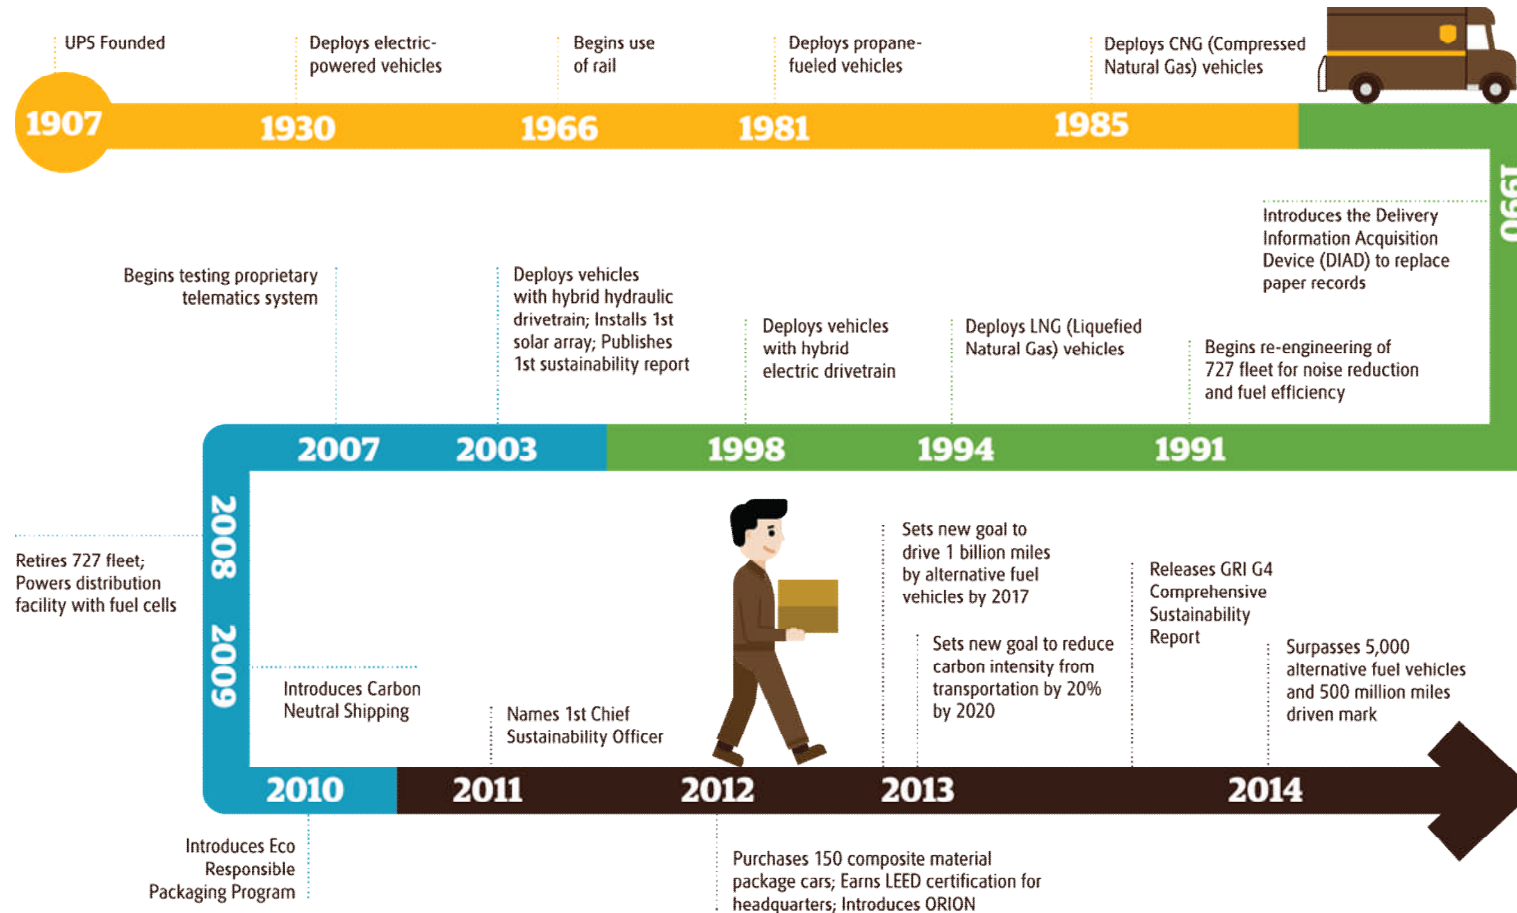 UPS Founded
Deploys electric-
powered vehicles
Begins use
of rail
Deploys propane-
fueled vehicles
Deploys CNG (Compressed
Natural Gas) vehicles
1907
1930
1966
1981
1985
1990
Introduces the Delivery
Information Acquisition
Device (DIAD) to replace
paper records
Begins re-engineering of
727 fleet for noise reduction
and fuel efficiency
1991
Deploys LNG (Liquefied
Natural Gas) vehicles
1994
Deploys vehicles
with hybrid
electric drivetrain
1998
Deploys vehicles
with hybrid hydraulic
drivetrain; Installs 1st
solar array; Publishes
1st sustainability report
2003
Begins testing proprietary
telematics system
2007
2008
Retires 727 fleet;
Powers distribution
facility with fuel cells
2009
Introduces Carbon
Neutral Shipping
2010
Introduces Eco
Responsible
Packaging Program
Names 1st Chief
Sustainability Officer
2011
2012
Purchases 150 composite material
package cars; Earns LEED certification for
headquarters; Introduces ORION
Sets new goal to
drive 1 billion miles
by alternative fuel
vehicles by 2017
Sets new goal to reduce
carbon intensity from
transportation by 20%
by 2020
2013
Releases GRI G4
Comprehensive
Sustainability
Report
Surpasses 5,000
alternative fuel vehicles
and 500 million miles
driven mark
2014